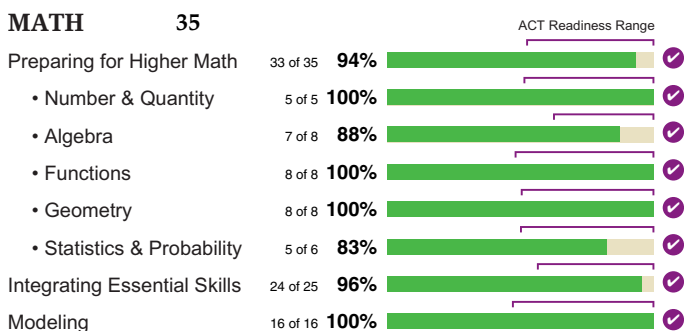 MATH 35
ACT Readiness Range
Preparing for Higher Math 33 of 35 94%
• Number & Quantity 5 of 5 100%
• Algebra 7 of 8 88%
• Functions 8 of 8 100%
• Geometry 8 of 8 100%
• Statistics & Probability 5 of 6 83%
Integrating Essential Skills 24 of 25 96%
Modeling 16 of 16 100%